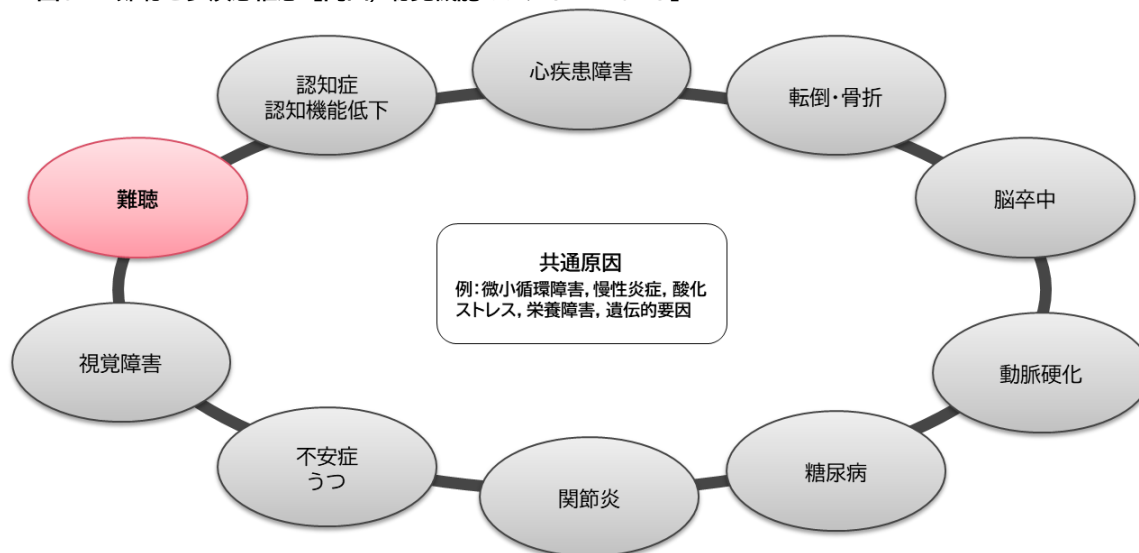 心疾患障害
認知症
認知機能低下
転倒・骨折
難聴
脳卒中
共通原因
例：微小循環障害, 慢性炎症, 酸化
ストレス, 栄養障害, 遺伝的要因
視覚障害
動脈硬化
不安症
うつ
糖尿病
関節炎